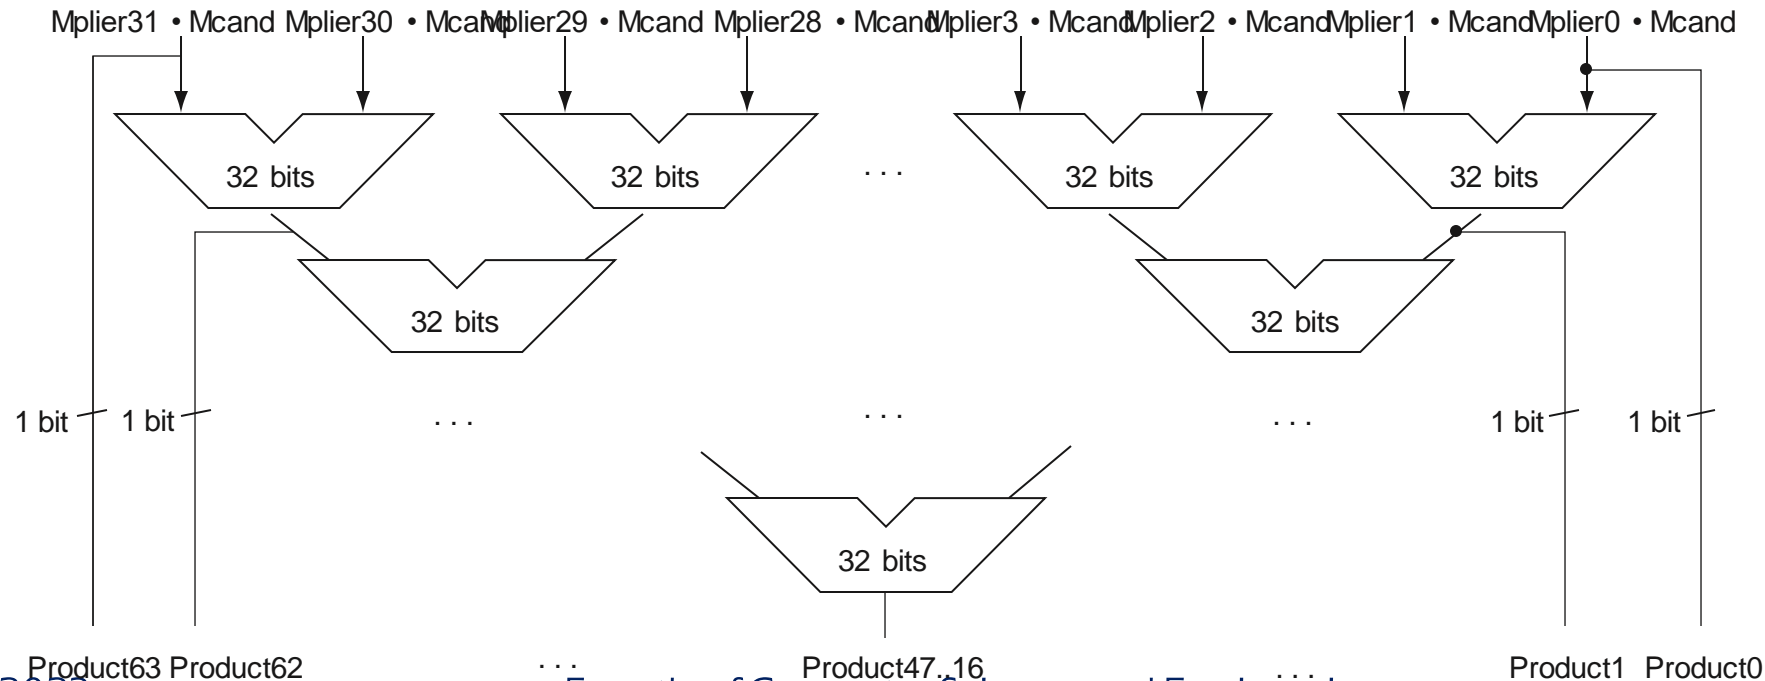 Mplier31 • Mcand Mplier30 • Mcand Mplier29 • Mcand Mplier28 • Mcand Mplier3 • Mcand Mplier2 • Mcand Mplier1 • Mcand Mplier0 • Mcand
32 bits 32 bits . . . 32 bits 32 bits
32 bits 32 bits
1 bit 1 bit . . . . . . . . . 1 bit 1 bit
32 bits
Product63 Product62 . . . Product47..16 . . . Product1 Product0